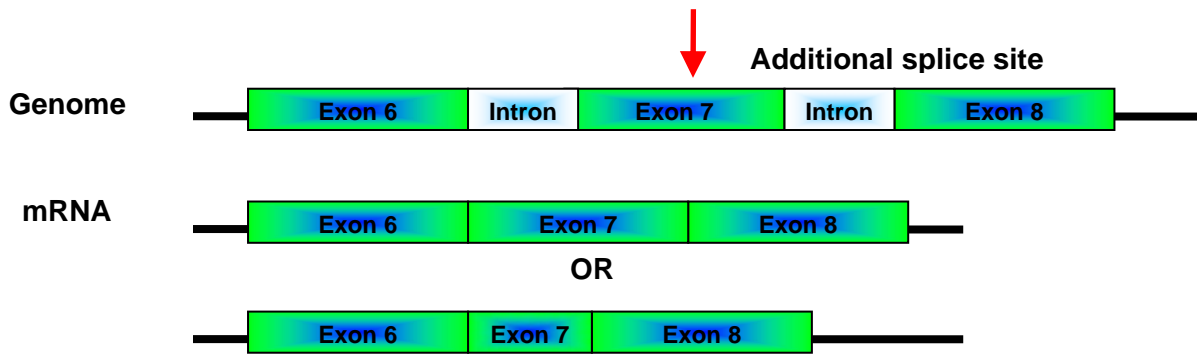 Additional splice site
Genome
Exon 6 Intron Exon 7 Intron Exon 8
mRNA
Exon 6 Exon 7 Exon 8
OR
Exon 6 Exon 7 Exon 8